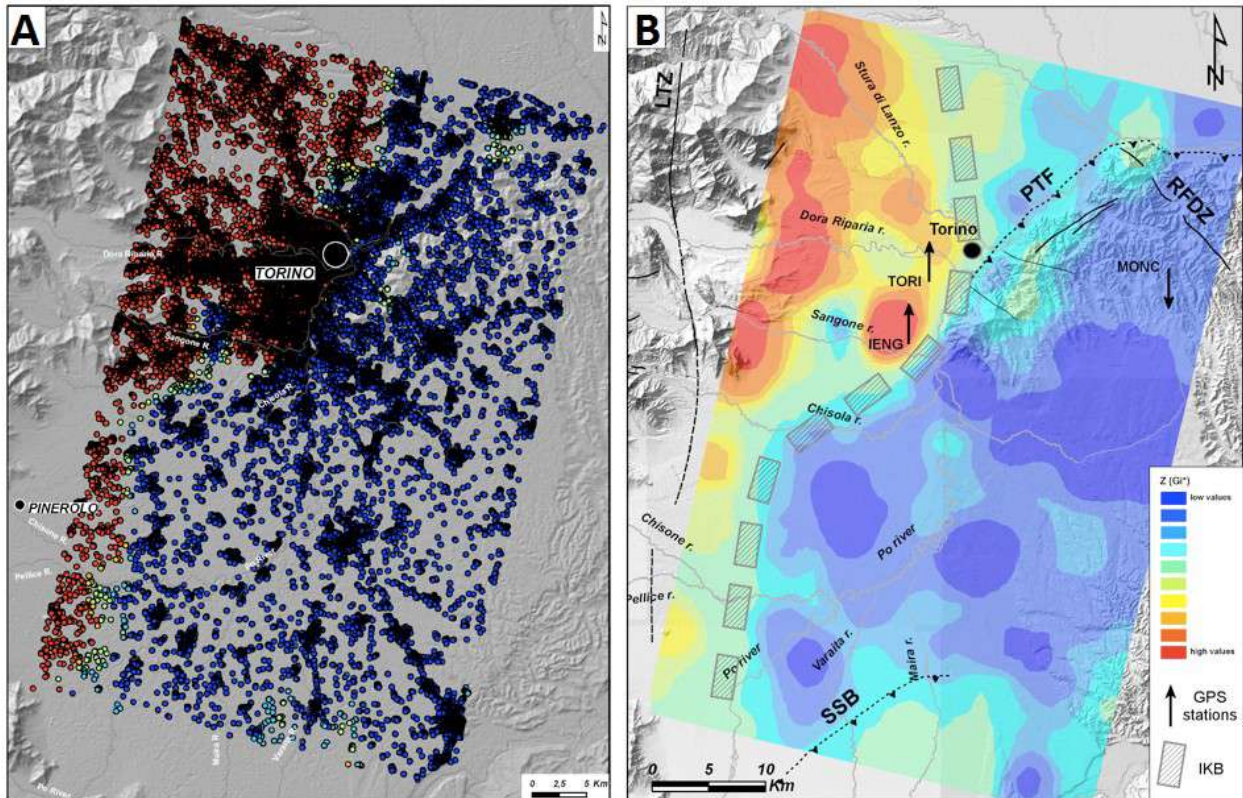 A
N
Dora Riparia R.
TORINO
Sangone R.
Chisola R.
PINEROLO
Chisone R.
Pellice R.
Maira R.
Po River
0 2,5 5 Km
B
N
LTZ
Stura di Lanzo r.
PTF
RFDZ
Dora Riparia r.
Torino
MONC
TORI
Sangone r.
IENG
Chisola r.
Chisone r.
Po river
Pellice r.
Varaita r.
Maira r.
Po river
SSB
0 5 10
Km
Z (Gi*)
low values
high values
GPS
stations
IKB